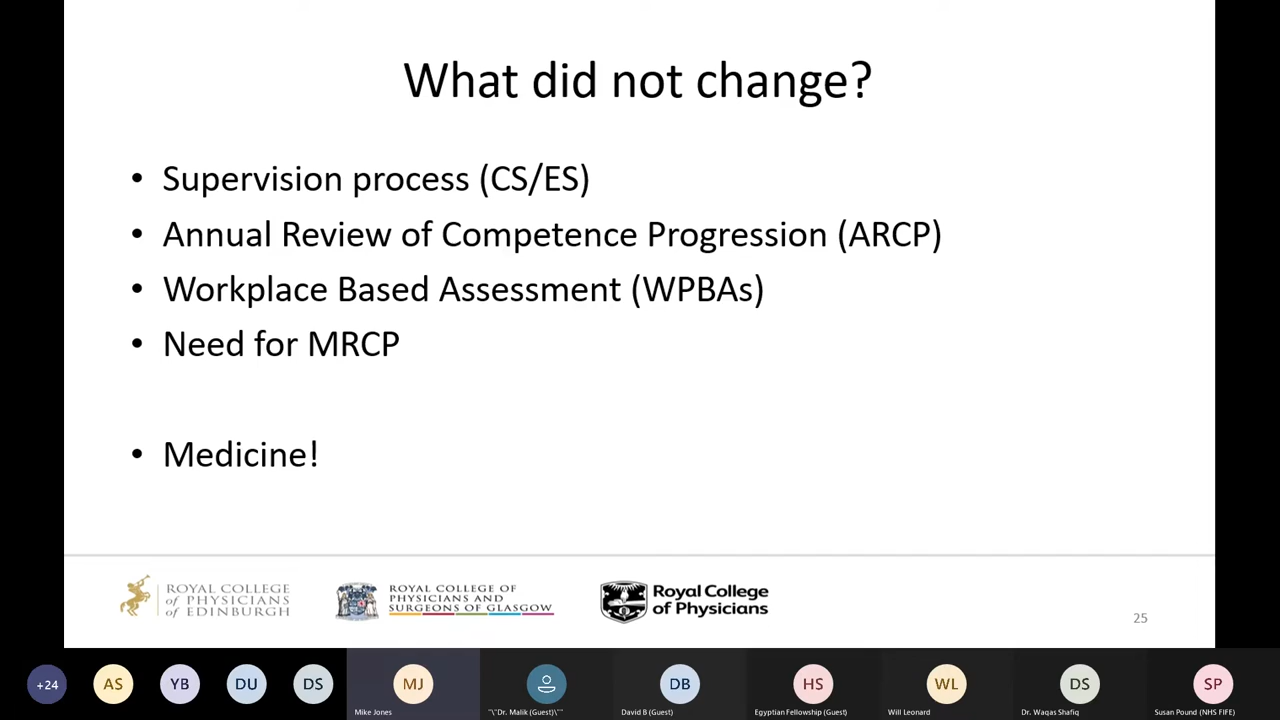 What did not change?
• Supervision process (CS/ES)
• Annual Review of Competence Progression (ARCP)
• Workplace Based Assessment (WPBAs)
• Need for MRCP
• Medicine!
ROYAL COLLEGE
of PHYSICIANS
of EDINBURGH
ROYAL COLLEGE OF
PHYSICIANS AND
SURGEONS OF GLASGOW
Royal College
of Physicians
25
+24
AS
YB
DU
DS
MJ
DB
HS
WL
DS
SP
Mike Jones
"\"Dr. Malik (Guest)\""
David B (Guest)
Egyptian Fellowship (Guest)
Will Leonard
Dr. Waqas Shafiq
Susan Pound (NHS FIFE)